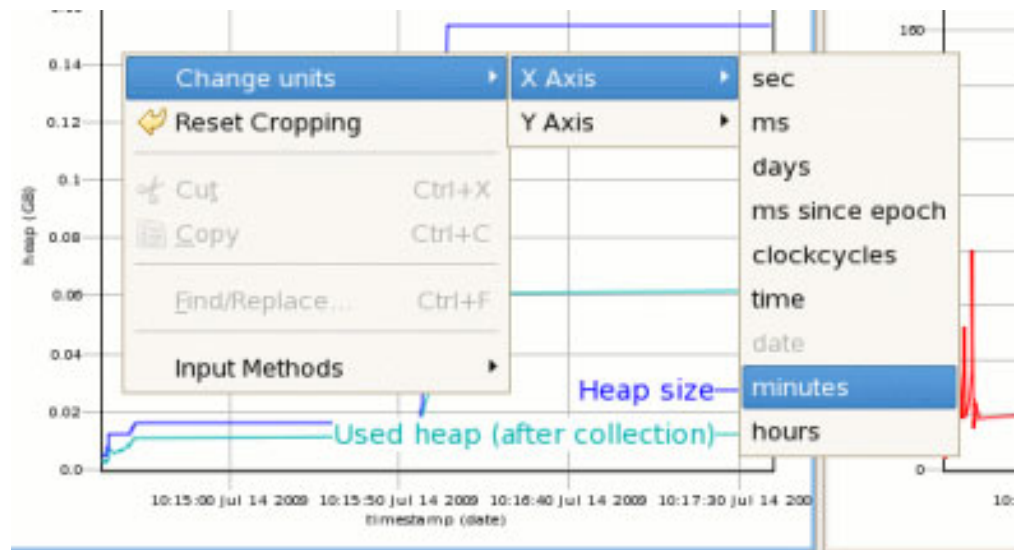 0.14
0.12
0.1
0.08
0.06
0.04
0.02
0.0
heap (GB)
Change units
Reset Cropping
Cut Ctrl+X
Copy Ctrl+C
Find/Replace... Ctrl+F
Input Methods
X Axis
Y Axis
sec
ms
days
ms since epoch
clockcycles
time
date
minutes
hours
Heap size
Used heap (after collection)
10:15:00 Jul 14 2009 10:15:50 Jul 14 2009 10:16:40 Jul 14 2009 10:17:30 Jul 14 200
timestamp (date)
160
0
10: